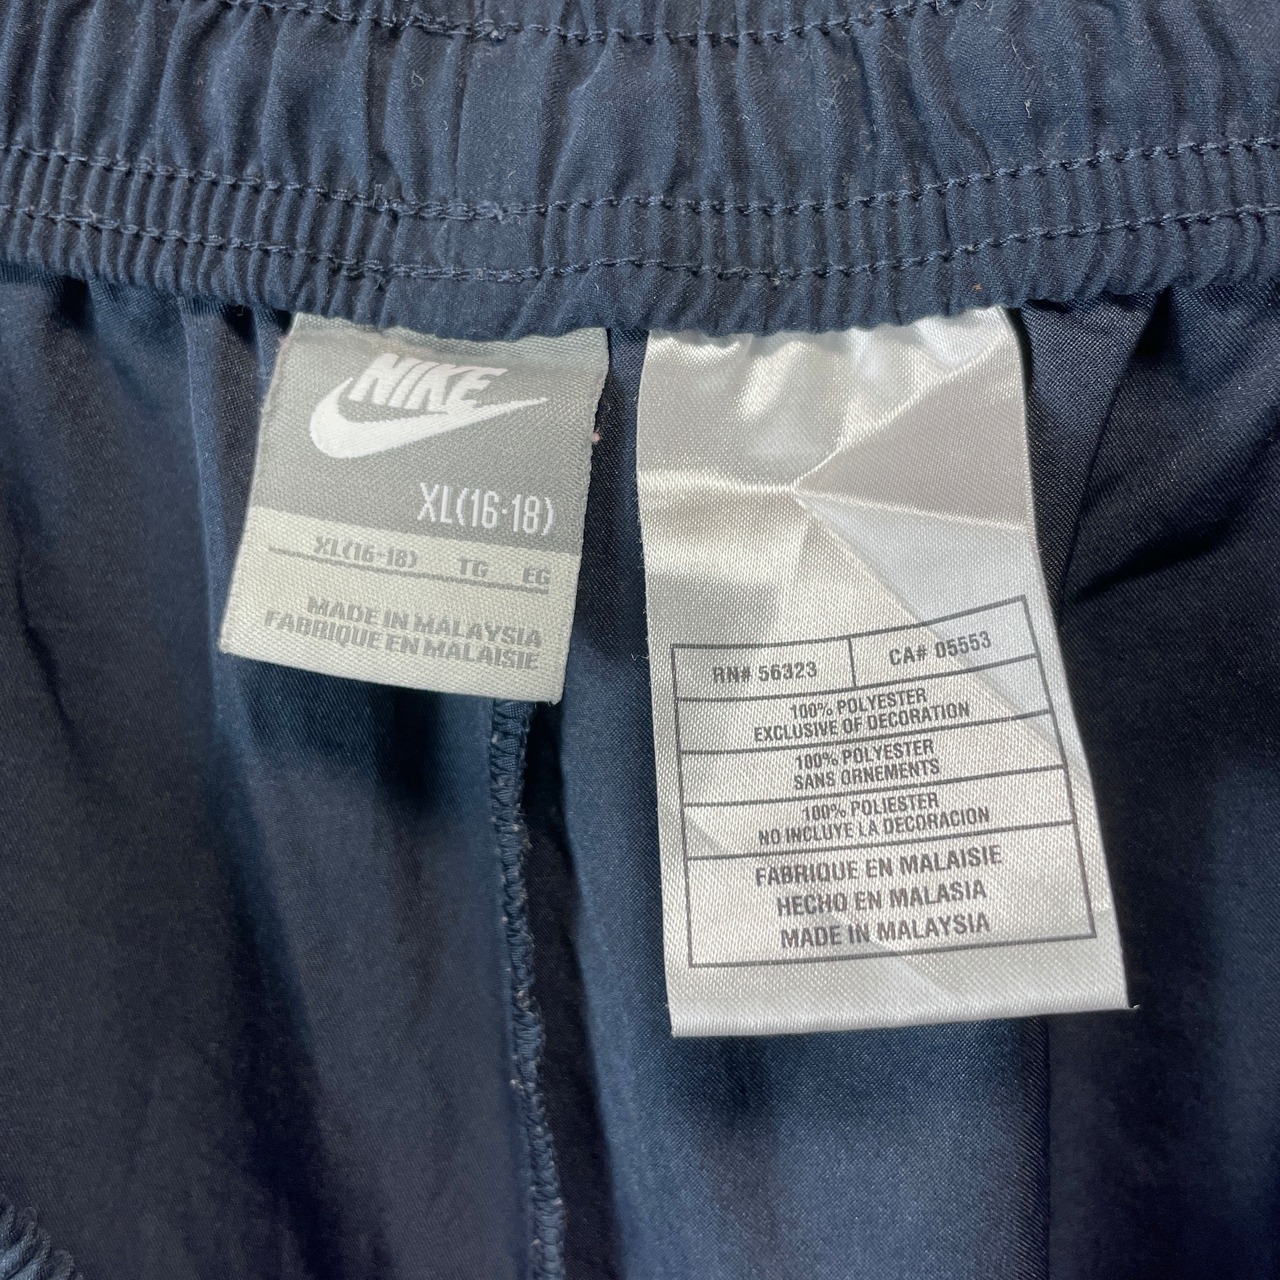 NIKE
XL(16-18)
XL(16-18) TG EG
MADE IN MALAYSIA
FABRIQUE EN MALAISIE
RN# 56323 CA# 05553
100% POLYESTER
EXCLUSIVE OF DECORATION
100% POLYESTER
SANS ORNEMENTS
100% POLIESTER
NO INCLUYE LA DECORACION
FABRIQUE EN MALAISIE
HECHO EN MALASIA
MADE IN MALAYSIA